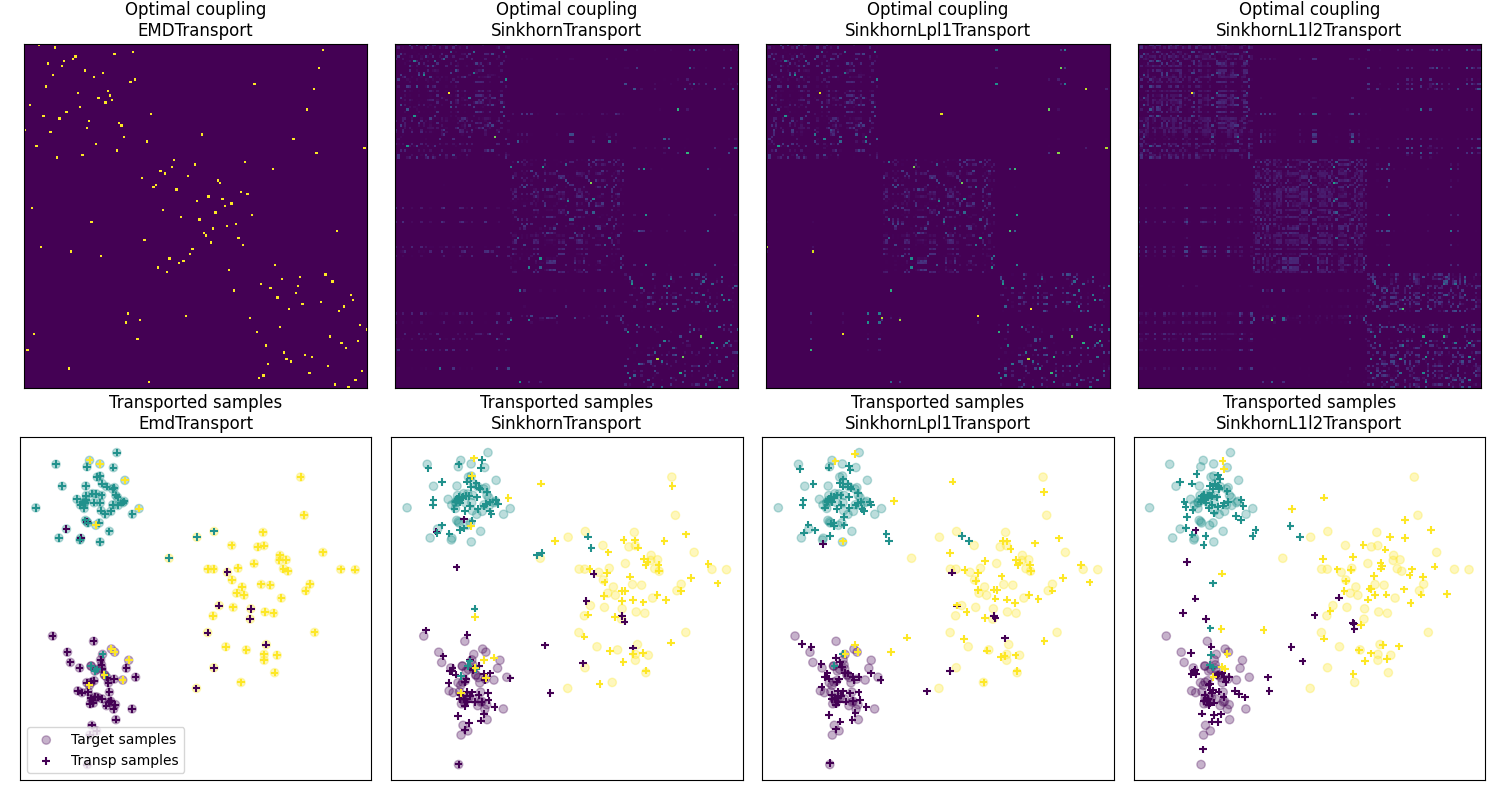 Optimal coupling
EMDTransport
Optimal coupling
SinkhornTransport
Optimal coupling
SinkhornLpl1Transport
Optimal coupling
SinkhornL1l2Transport
Transported samples
EmdTransport
Transported samples
SinkhornTransport
Transported samples
SinkhornLpl1Transport
Transported samples
SinkhornL1l2Transport
Target samples
Transp samples